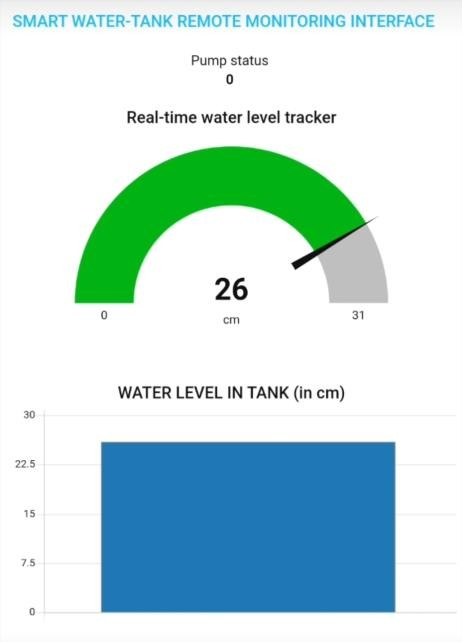 SMART WATER-TANK REMOTE MONITORING INTERFACE
Pump status
0
Real-time water level tracker
26
cm
0
31
WATER LEVEL IN TANK (in cm)
30
22.5
15
7.5
0